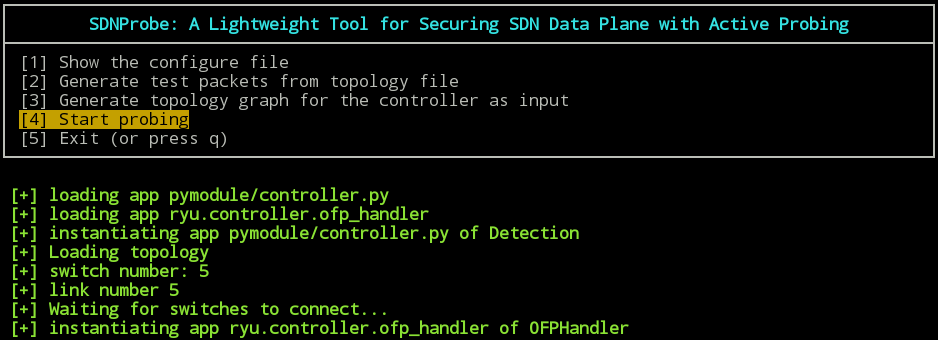 SDNProbe: A Lightweight Tool for Securing SDN Data Plane with Active Probing
[1] Show the configure file
[2] Generate test packets from topology file
[3] Generate topology graph for the controller as input
[4] Start probing
[5] Exit (or press q)
[+] loading app pymodule/controller.py
[+] loading app ryu.controller.ofp_handler
[+] instantiating app pymodule/controller.py of Detection
[+] Loading topology
[+] switch number: 5
[+] link number 5
[+] Waiting for switches to connect...
[+] instantiating app ryu.controller.ofp_handler of OFPHandler